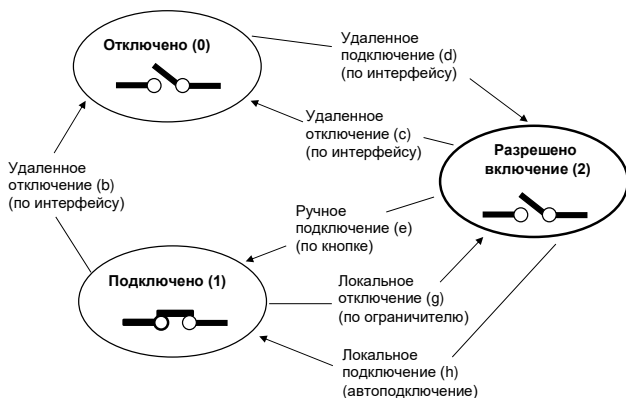 Отключено (0)
Удаленное
подключение (d)
(по интерфейсу)
Удаленное
отключение (c)
(по интерфейсу)
Разрешено
включение (2)
Удаленное
отключение (b)
(по интерфейсу)
Ручное
подключение (e)
(по кнопке)
Подключено (1)
Локальное
отключение (g)
(по ограничителю)
Локальное
подключение (h)
(автоподключение)